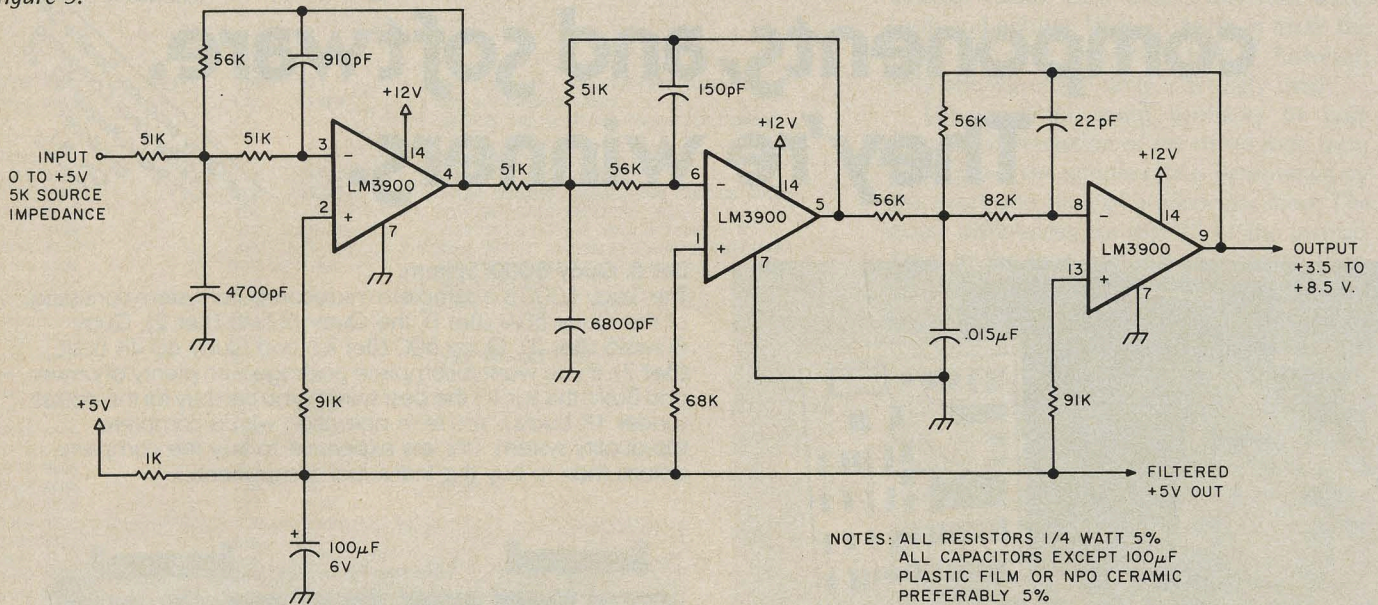 Figure 5.
56K
910pF
+12V
51K
51K
3
−
14
INPUT
0 TO +5V
5K SOURCE
IMPEDANCE
LM3900
4
2
+
7
4700pF
91K
51K
150pF
+12V
51K
56K
6
−
14
LM3900
5
1
+
7
6800pF
68K
56K
22pF
+12V
56K
82K
8
−
14
LM3900
9
13
+
7
OUTPUT
+3.5 TO
+8.5 V.
.015µF
91K
+5V
1K
FILTERED
+5V OUT
+
100µF
6V
NOTES: ALL RESISTORS 1/4 WATT 5%
ALL CAPACITORS EXCEPT 100µF
PLASTIC FILM OR NPO CERAMIC
PREFERABLY 5%